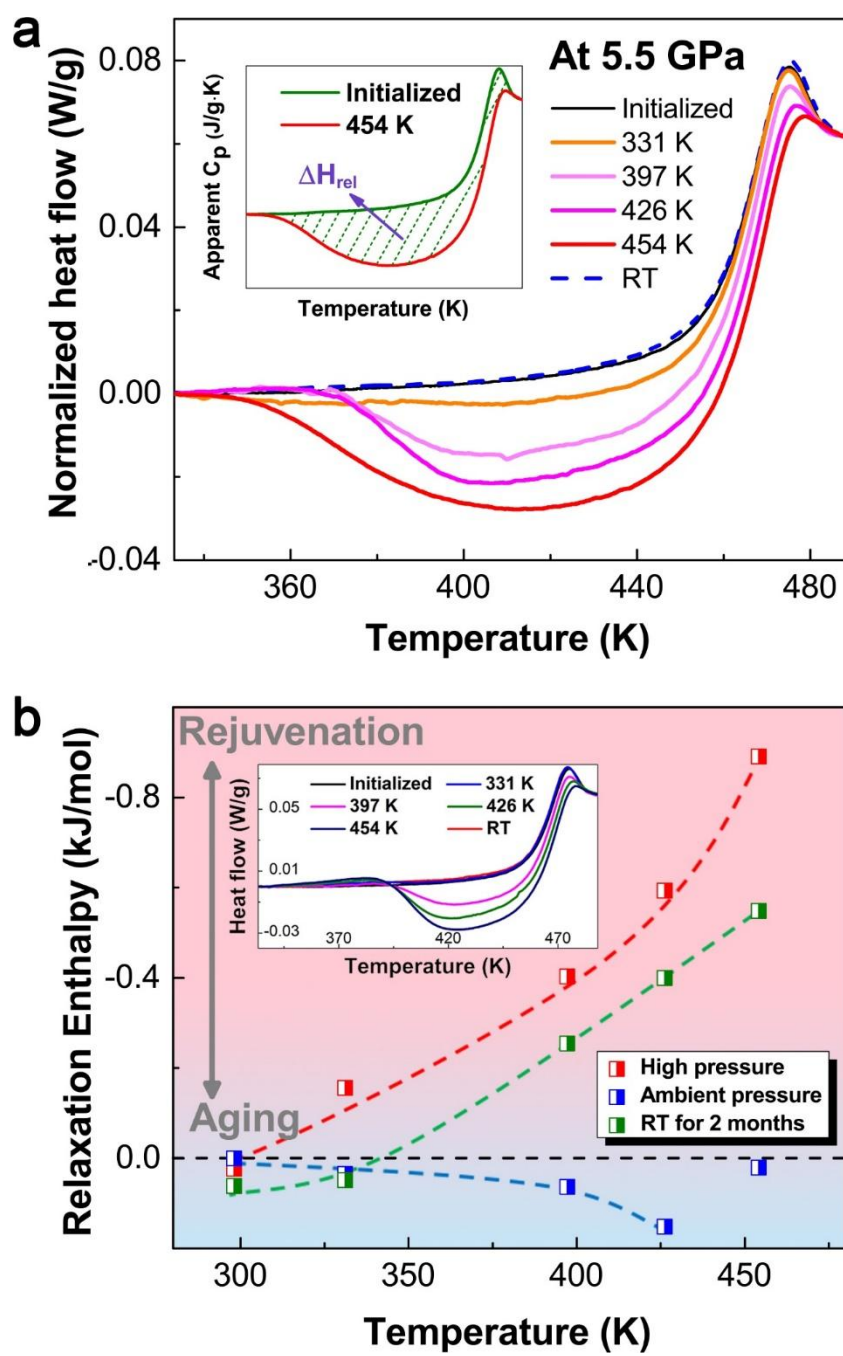 a
Normalized heat flow (W/g)
0.08
0.04
0.00
-0.04
360
400
440
480
Temperature (K)
At 5.5 GPa
Initialized
331 K
397 K
426 K
454 K
RT
Apparent Cp (J/g·K)
Initialized
454 K
ΔHrel
Temperature (K)
b
Relaxation Enthalpy (kJ/mol)
-0.8
-0.4
0.0
300
350
400
450
Temperature (K)
Rejuvenation
Aging
Heat flow (W/g)
0.05
0.01
-0.03
370
420
470
Temperature (K)
Initialized
331 K
397 K
426 K
454 K
RT
High pressure
Ambient pressure
RT for 2 months